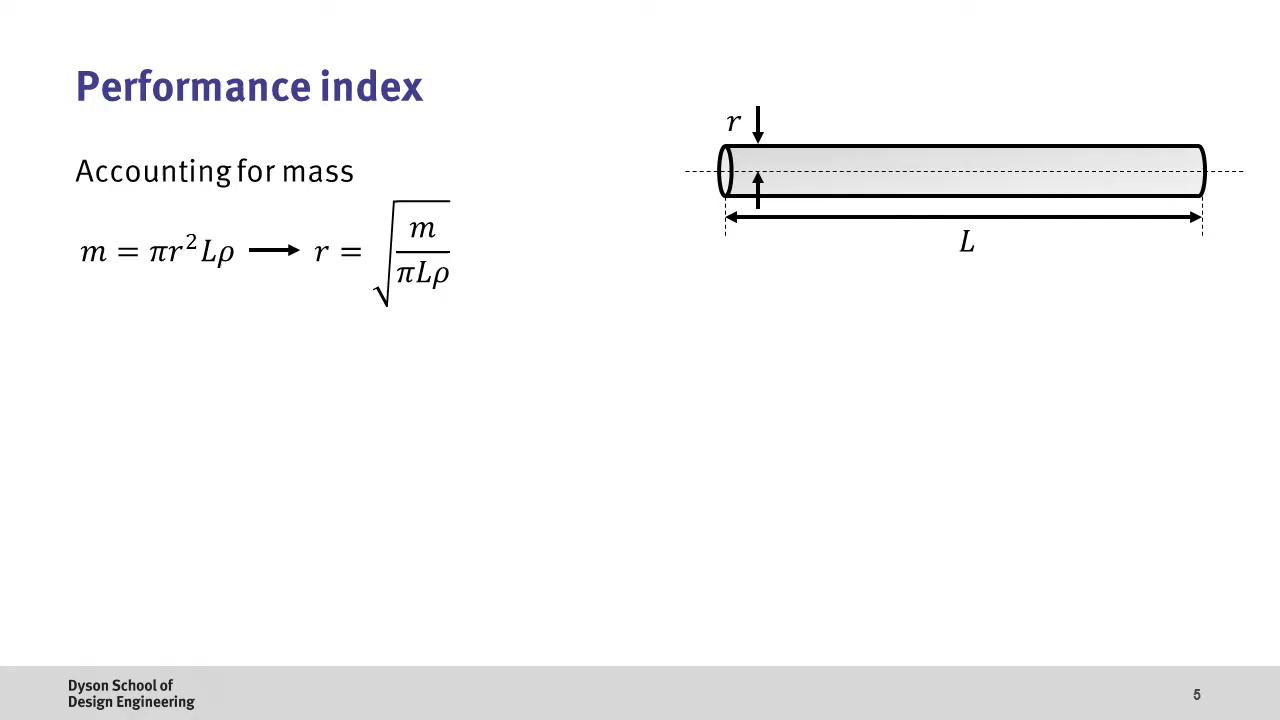 Performance index
Accounting for mass
m = πr²Lρ ⟶ r = √(m/πLρ)
r
L
Dyson School of
Design Engineering
5